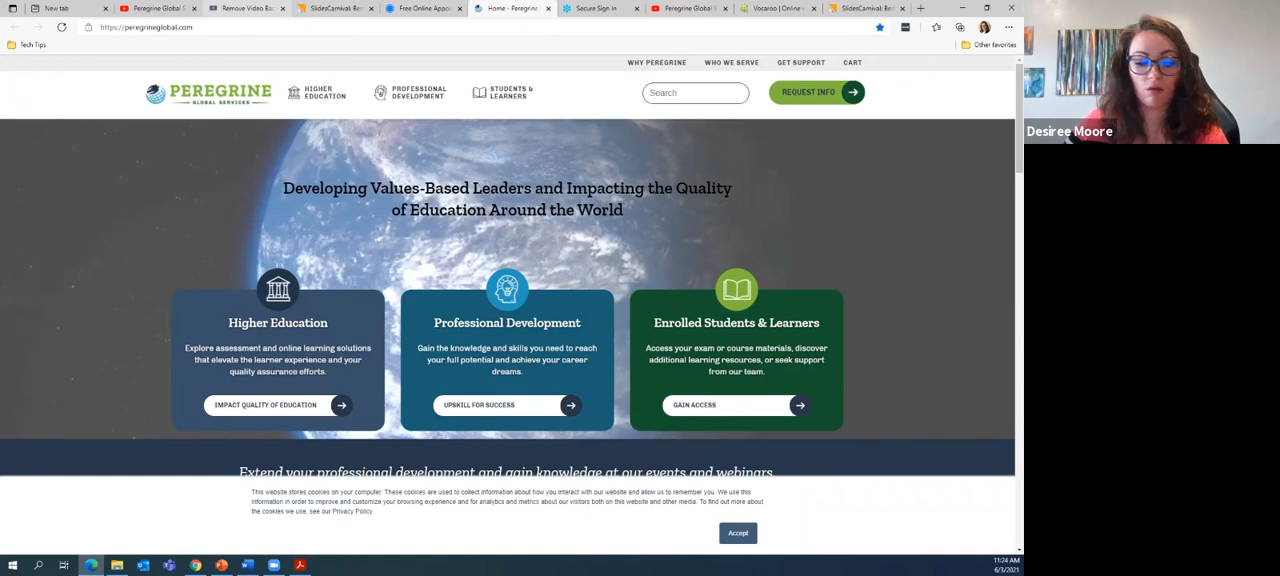 New tab
Peregrine Global S
Remove Video Bac
SlidesCarnival: Be
Free Online Appoi
Home - Peregrine
Secure Sign In
Peregrine Global S
Vocaroo | Online v
SlidesCarnival: Be
https://peregrineglobal.com
Tech Tips
Other favorites
WHY PEREGRINE
WHO WE SERVE
GET SUPPORT
CART
PEREGRINE
GLOBAL SERVICES
HIGHER
EDUCATION
PROFESSIONAL
DEVELOPMENT
STUDENTS &
LEARNERS
Search
REQUEST INFO
Desiree Moore
Developing Values-Based Leaders and Impacting the Quality
of Education Around the World
Higher Education
Explore assessment and online learning solutions
that elevate the learner experience and your
quality assurance efforts.
IMPACT QUALITY OF EDUCATION
Professional Development
Gain the knowledge and skills you need to reach
your full potential and achieve your career
dreams.
UPSKILL FOR SUCCESS
Enrolled Students & Learners
Access your exam or course materials, discover
additional learning resources, or seek support
from our team.
GAIN ACCESS
Extend your professional development and gain knowledge at our events and webinars
This website stores cookies on your computer. These cookies are used to collect information about how you interact with our website and allow us to remember you. We use this
information in order to improve and customize your browsing experience and for analytics and metrics about our visitors both on this website and other media. To find out more about
the cookies we use, see our Privacy Policy
Accept
11:24 AM
6/3/2021